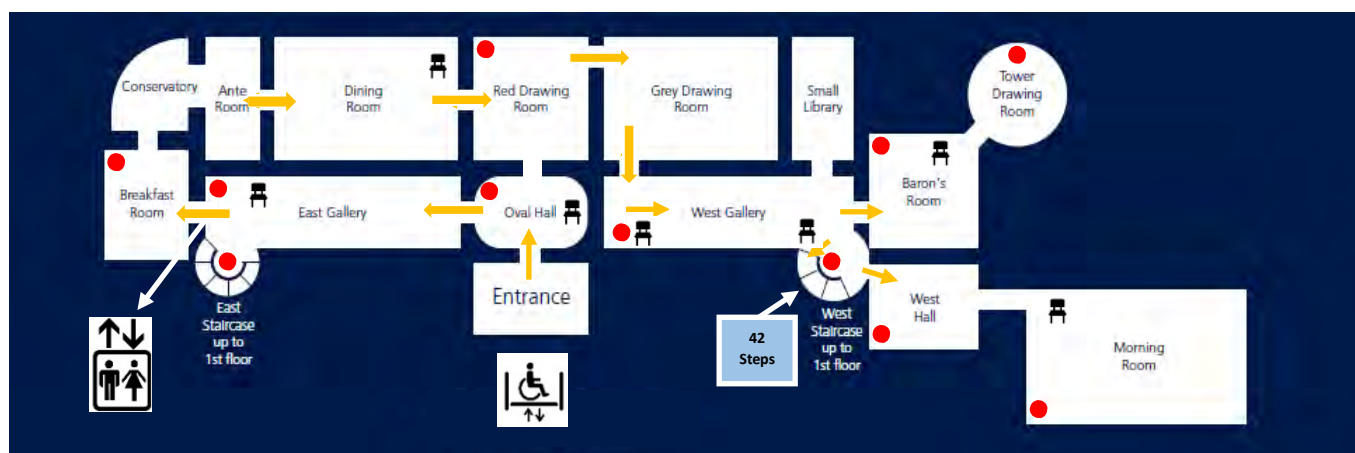 Conservatory
Ante
Room
Dining
Room
Red Drawing
Room
Grey Drawing
Room
Small
Library
Tower
Drawing
Room
Breakfast
Room
East Gallery
Oval Hall
West Gallery
Baron's
Room
Entrance
East
Staircase
up to
1st floor
42
Steps
West
Staircase
up to
1st floor
West
Hall
Morning
Room